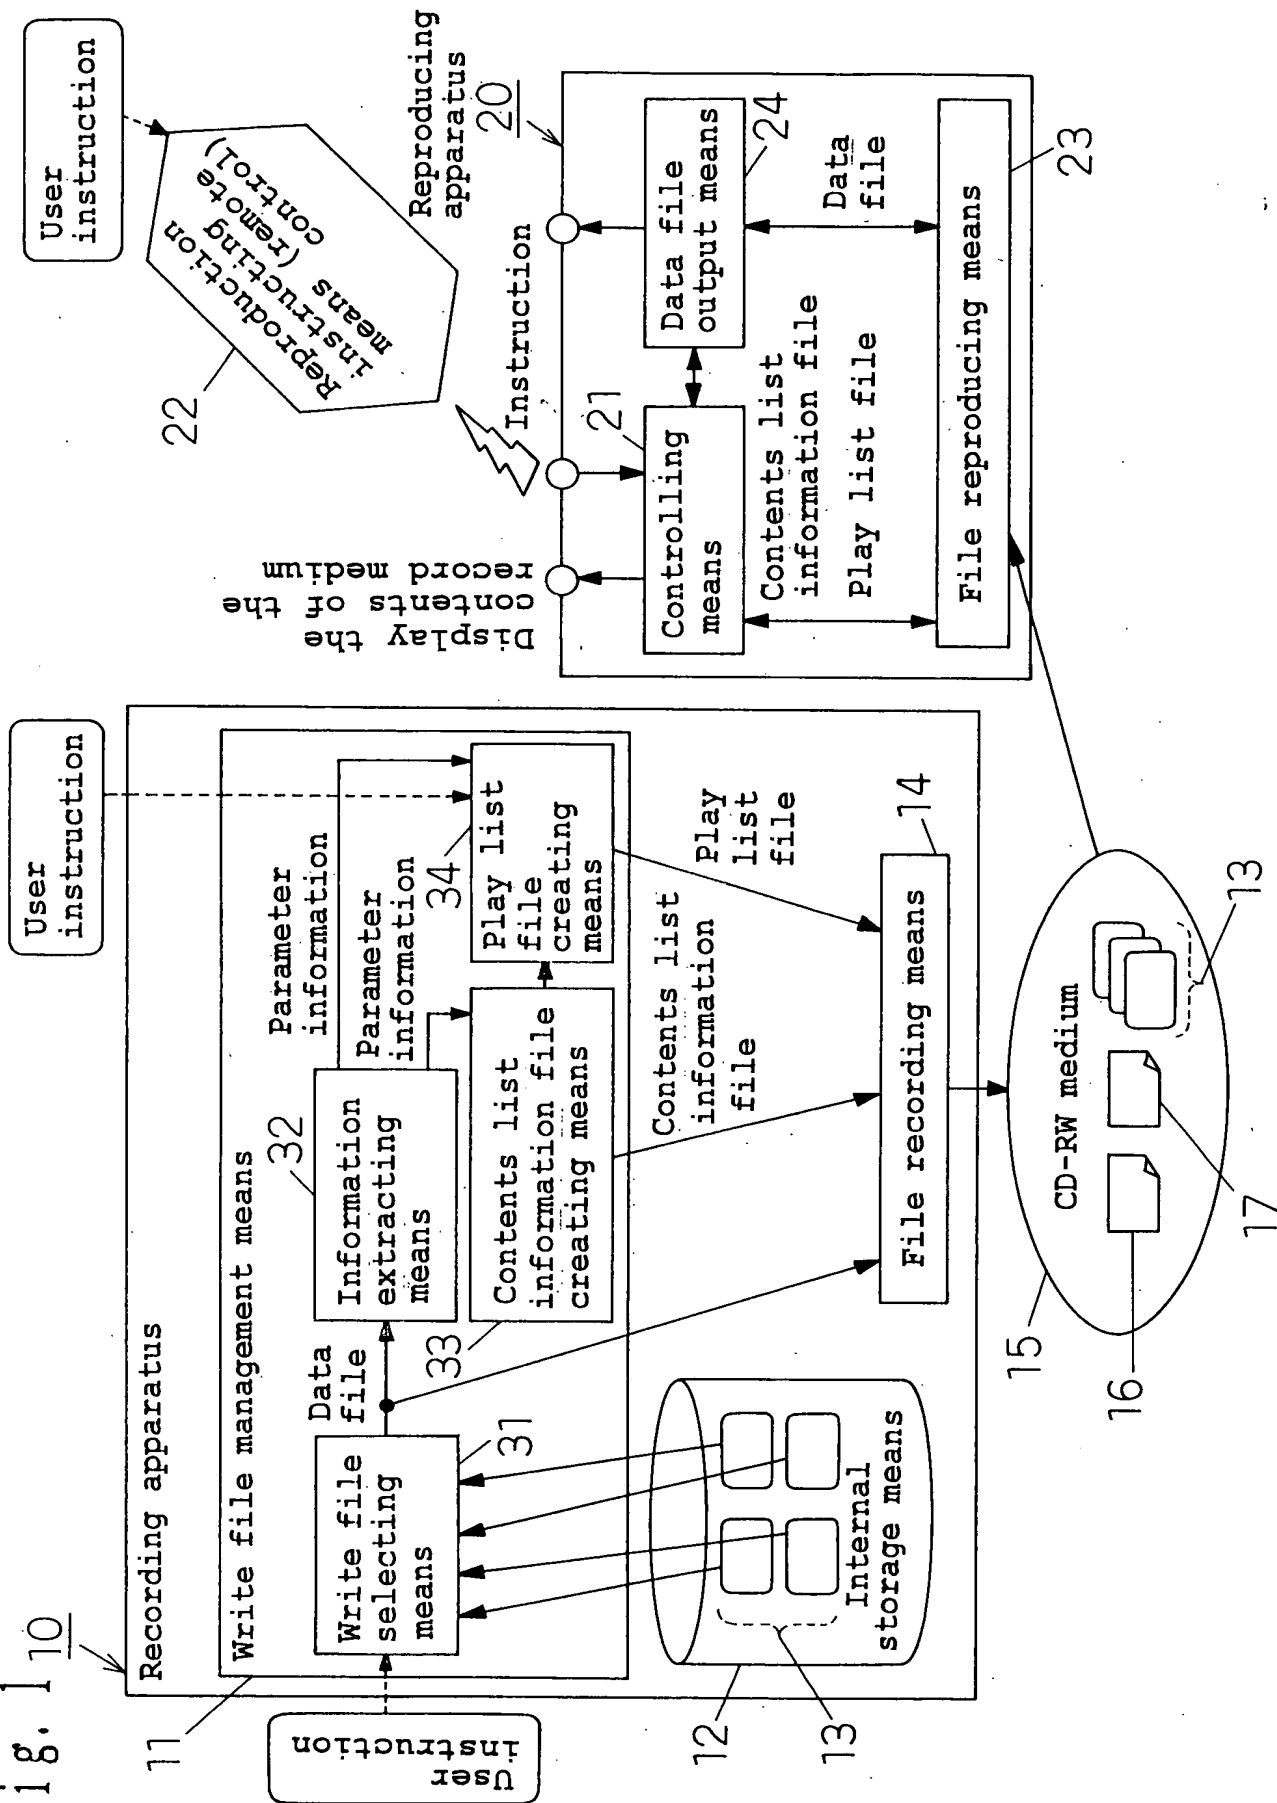 ig. 1
10
Recording apparatus
11
Write file management means
User
instruction
Write file
selecting
means
31
Data
file
32
Information
extracting
means
Parameter
information
Parameter
information
User
instruction
33
Contents list
information file
creating means
34
Play list
file
creating
means
12
13
Internal
storage means
Contents list
information
file
Play
list
file
File recording means
14
15
CD-RW medium
16
17
13
User
instruction
22
Reproduction
instructing
means (remote
control)
Reproducing
apparatus
20
Instruction
Display the
contents of the
record medium
21
Controlling
means
Data file
output means
24
Contents list
information file
Play list file
Data
file
File reproducing means
23